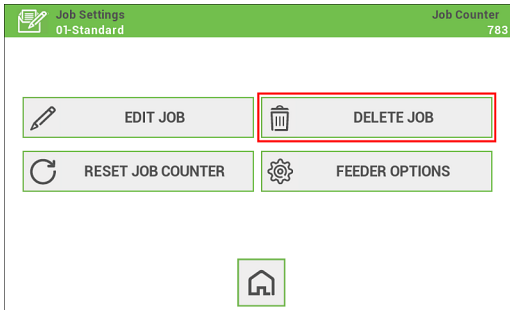 Job Settings
Job Counter
01-Standard
783
EDIT JOB
DELETE JOB
RESET JOB COUNTER
FEEDER OPTIONS